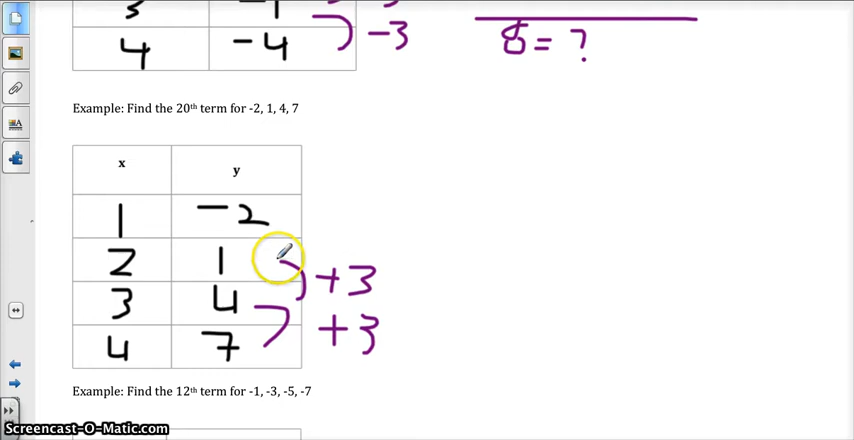 3 -1
-3
4 -4
8 = ?
Example: Find the 20th term for -2, 1, 4, 7
x y
1 -2
2 1
+3
3 4
+3
4 7
Example: Find the 12th term for -1, -3, -5, -7
Screencast-O-Matic.com